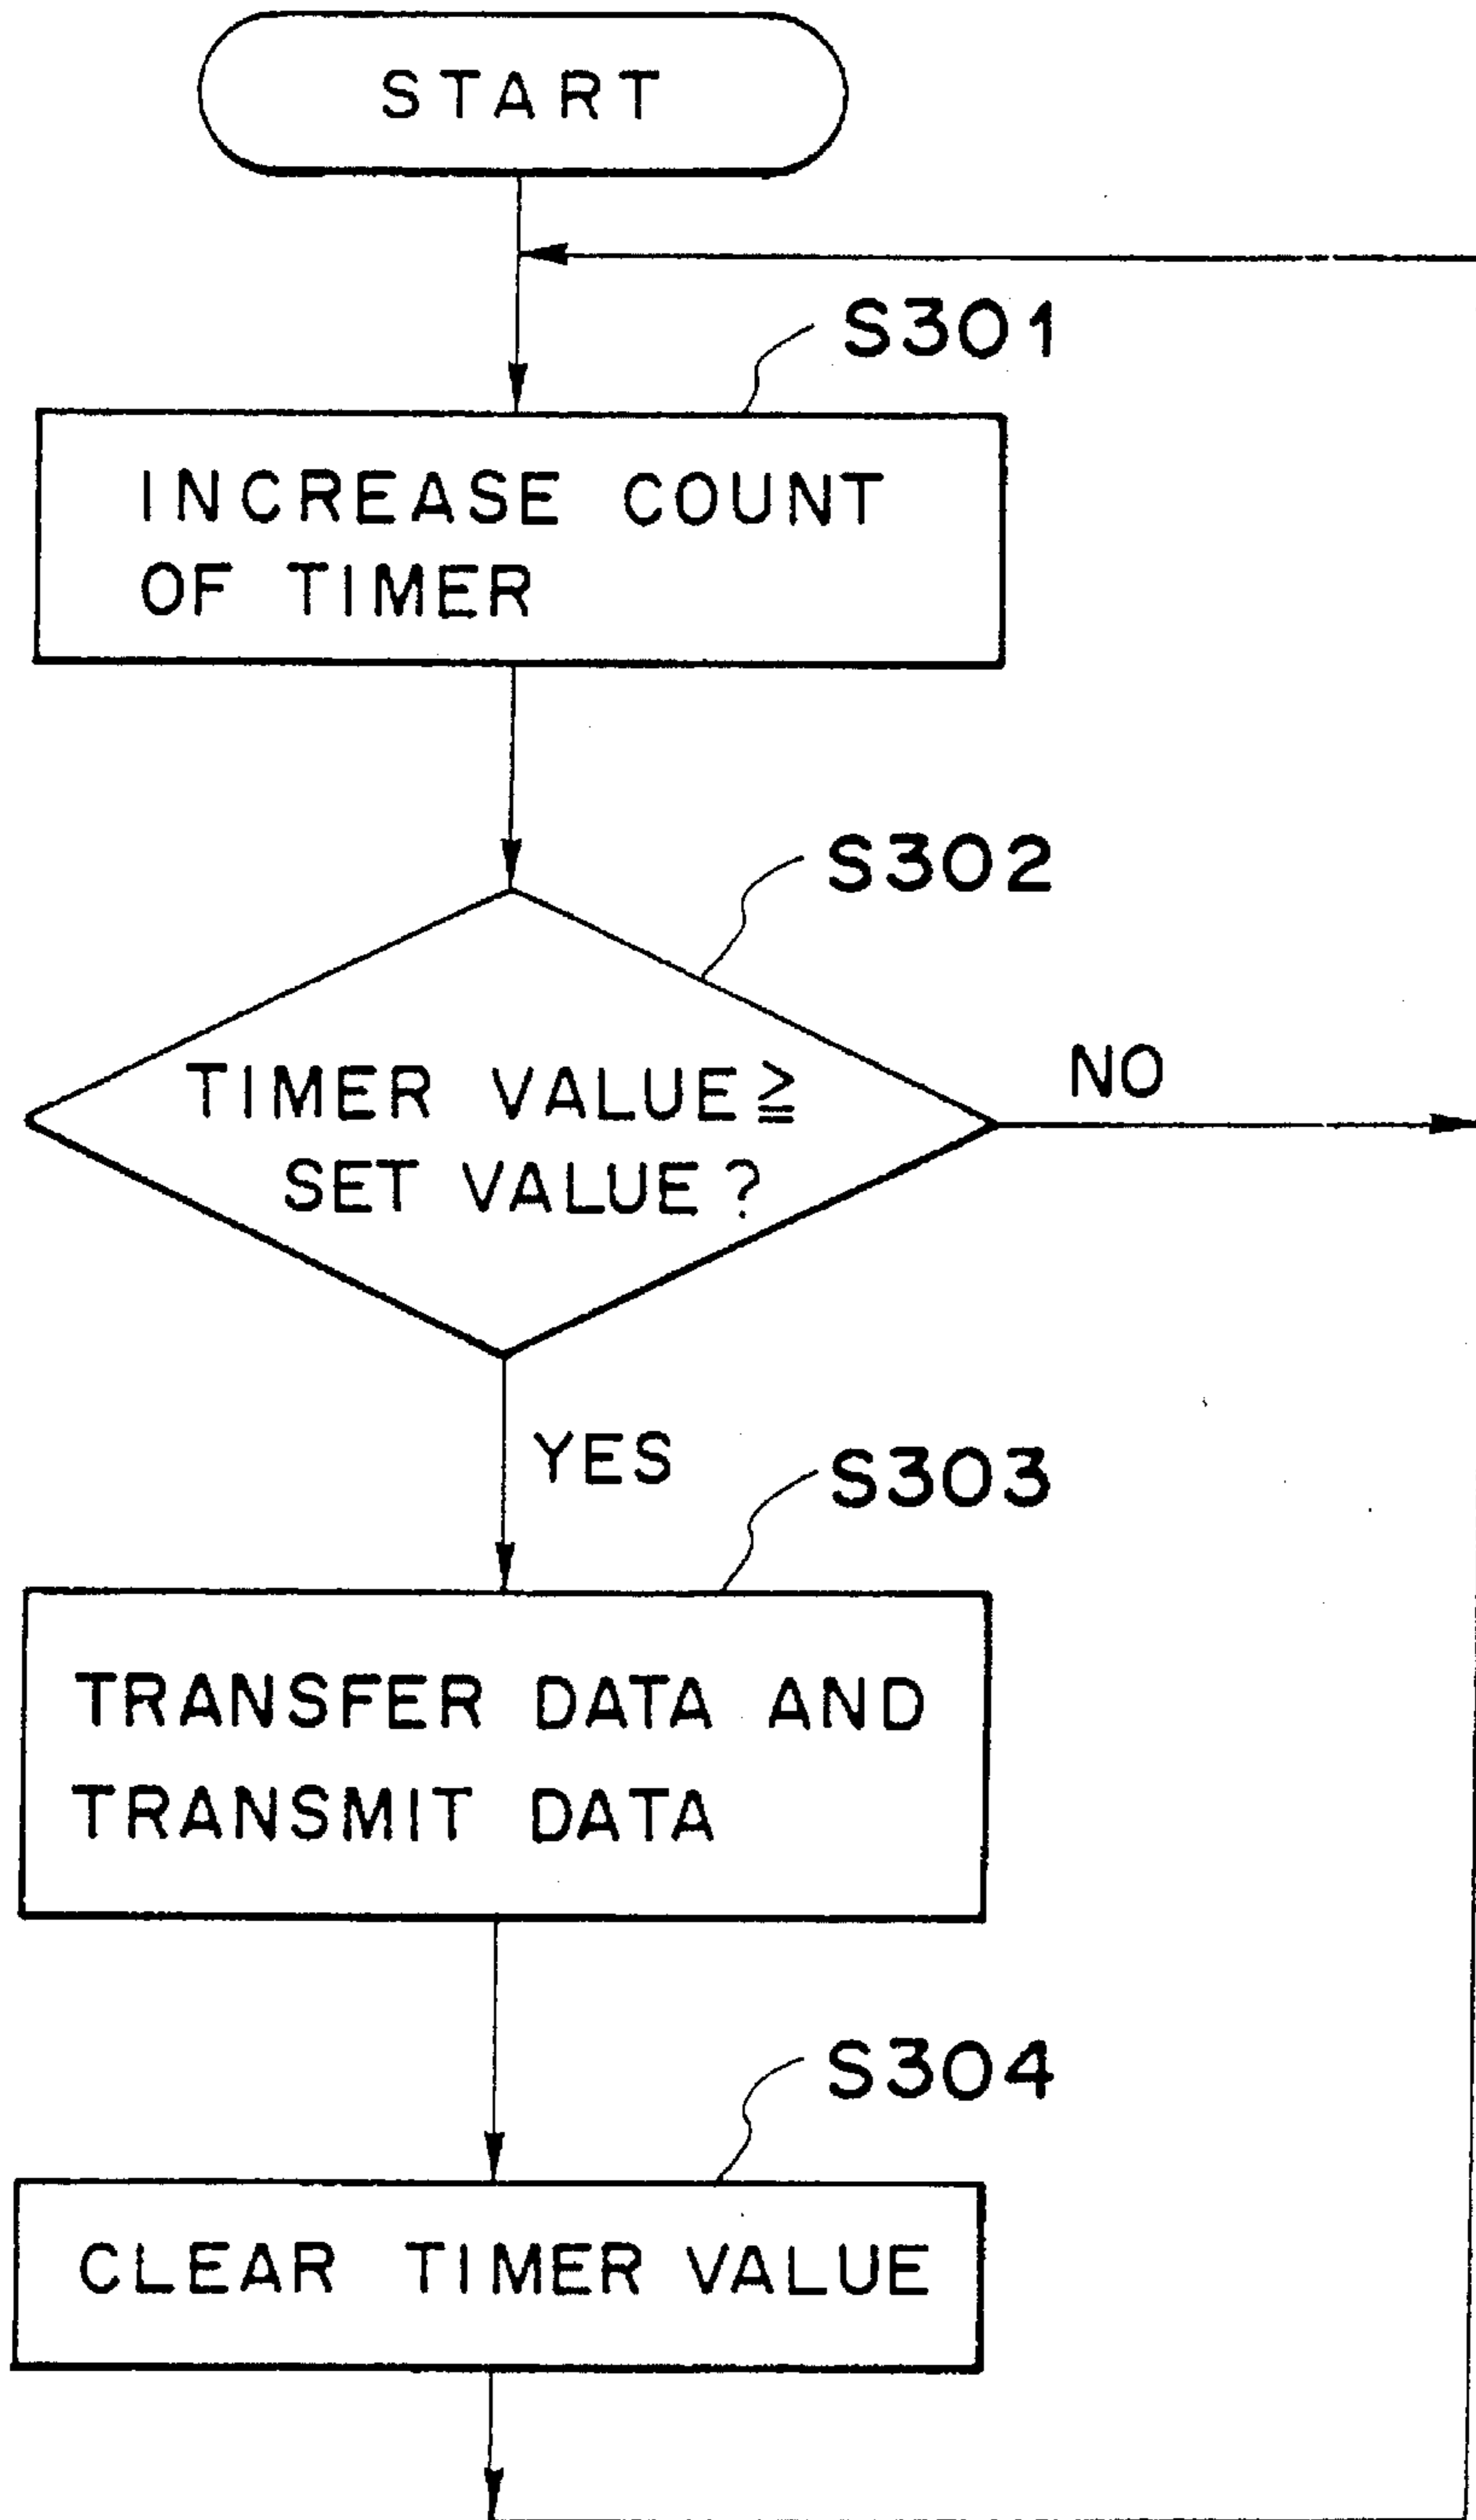 START
S301
INCREASE COUNT
OF TIMER
S302
TIMER VALUE ≧
SET VALUE?
NO
YES
S303
TRANSFER DATA AND
TRANSMIT DATA
S304
CLEAR TIMER VALUE